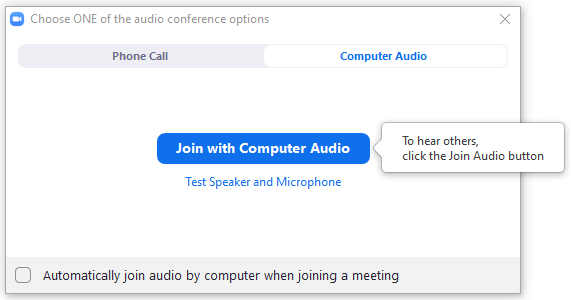 Choose ONE of the audio conference options
Phone Call
Computer Audio
Join with Computer Audio
To hear others,
click the Join Audio button
Test Speaker and Microphone
Automatically join audio by computer when joining a meeting